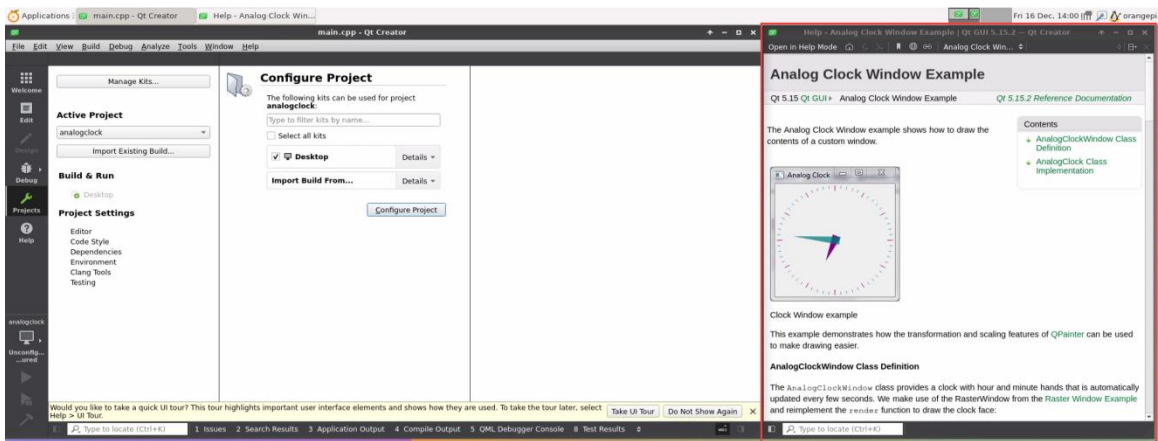 Applications
main.cpp - Qt Creator
Help - Analog Clock Win...
Fri 16 Dec, 14:00
orangepi
main.cpp - Qt Creator
File Edit View Build Debug Analyze Tools Window Help
Welcome
Edit
Design
Debug
Projects
Help
analogclock
Unconfig...
...ured
Manage Kits...
Active Project
analogclock
Import Existing Build...
Build & Run
Desktop
Project Settings
Editor
Code Style
Dependencies
Environment
Clang Tools
Testing
Configure Project
The following kits can be used for project
analogclock:
Type to filter kits by name...
Select all kits
Desktop Details
Import Build From... Details
Configure Project
Would you like to take a quick UI tour? This tour highlights important user interface elements and shows how they are used. To take the tour later, select
Help > UI Tour.
Take UI Tour
Do Not Show Again
Type to locate (Ctrl+K)
1 Issues 2 Search Results 3 Application Output 4 Compile Output 5 QML Debugger Console 8 Test Results
Help - Analog Clock Window Example | Qt GUI 5.15.2 — Qt Creator
Open in Help Mode
Analog Clock Win...
Analog Clock Window Example
Qt 5.15 Qt GUI Analog Clock Window Example Qt 5.15.2 Reference Documentation
Contents
AnalogClockWindow Class
Definition
AnalogClock Class
Implementation
The Analog Clock Window example shows how to draw the
contents of a custom window.
Analog Clock
Clock Window example
This example demonstrates how the transformation and scaling features of QPainter can be used
to make drawing easier.
AnalogClockWindow Class Definition
The AnalogClockWindow class provides a clock with hour and minute hands that is automatically
updated every few seconds. We make use of the RasterWindow from the Raster Window Example
and reimplement the render function to draw the clock face:
Type to locate (Ctrl+K)